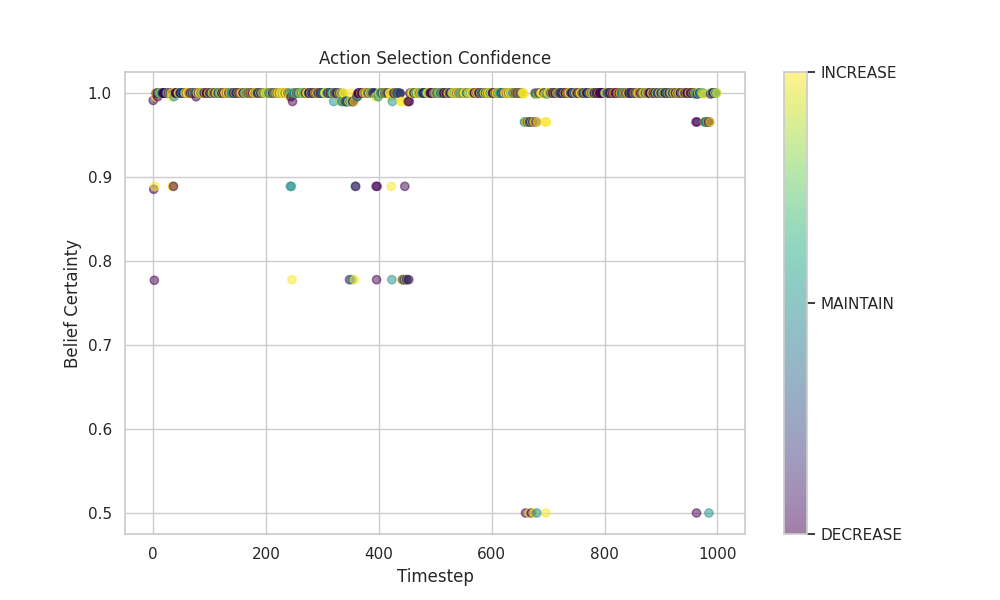 Action Selection Confidence
Belief Certainty
1.0
0.9
0.8
0.7
0.6
0.5
0
200
400
600
800
1000
Timestep
INCREASE
MAINTAIN
DECREASE